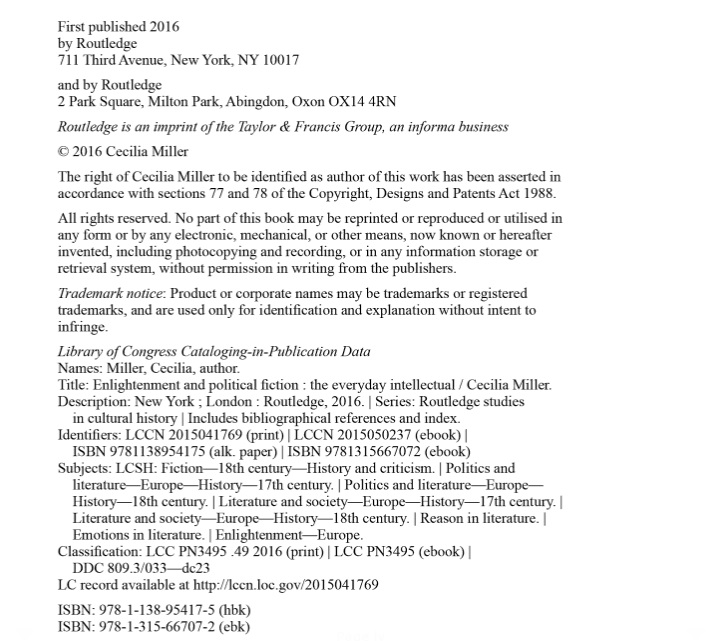 First published 2016
by Routledge
711 Third Avenue, New York, NY 10017
and by Routledge
2 Park Square, Milton Park, Abingdon, Oxon OX14 4RN
Routledge is an imprint of the Taylor & Francis Group, an informa business
© 2016 Cecilia Miller
The right of Cecilia Miller to be identified as author of this work has been asserted in
accordance with sections 77 and 78 of the Copyright, Designs and Patents Act 1988.
All rights reserved. No part of this book may be reprinted or reproduced or utilised in
any form or by any electronic, mechanical, or other means, now known or hereafter
invented, including photocopying and recording, or in any information storage or
retrieval system, without permission in writing from the publishers.
Trademark notice: Product or corporate names may be trademarks or registered
trademarks, and are used only for identification and explanation without intent to
infringe.
Library of Congress Cataloging-in-Publication Data
Names: Miller, Cecilia, author.
Title: Enlightenment and political fiction : the everyday intellectual / Cecilia Miller.
Description: New York ; London : Routledge, 2016. | Series: Routledge studies
in cultural history | Includes bibliographical references and index.
Identifiers: LCCN 2015041769 (print) | LCCN 2015050237 (ebook) |
ISBN 9781138954175 (alk. paper) | ISBN 9781315667072 (ebook)
Subjects: LCSH: Fiction—18th century—History and criticism. | Politics and
literature—Europe—History—17th century. | Politics and literature—Europe—
History—18th century. | Literature and society—Europe—History—17th century. |
Literature and society—Europe—History—18th century. | Reason in literature. |
Emotions in literature. | Enlightenment—Europe.
Classification: LCC PN3495 .49 2016 (print) | LCC PN3495 (ebook) |
DDC 809.3/033—dc23
LC record available at http://lccn.loc.gov/2015041769
ISBN: 978-1-138-95417-5 (hbk)
ISBN: 978-1-315-66707-2 (ebk)